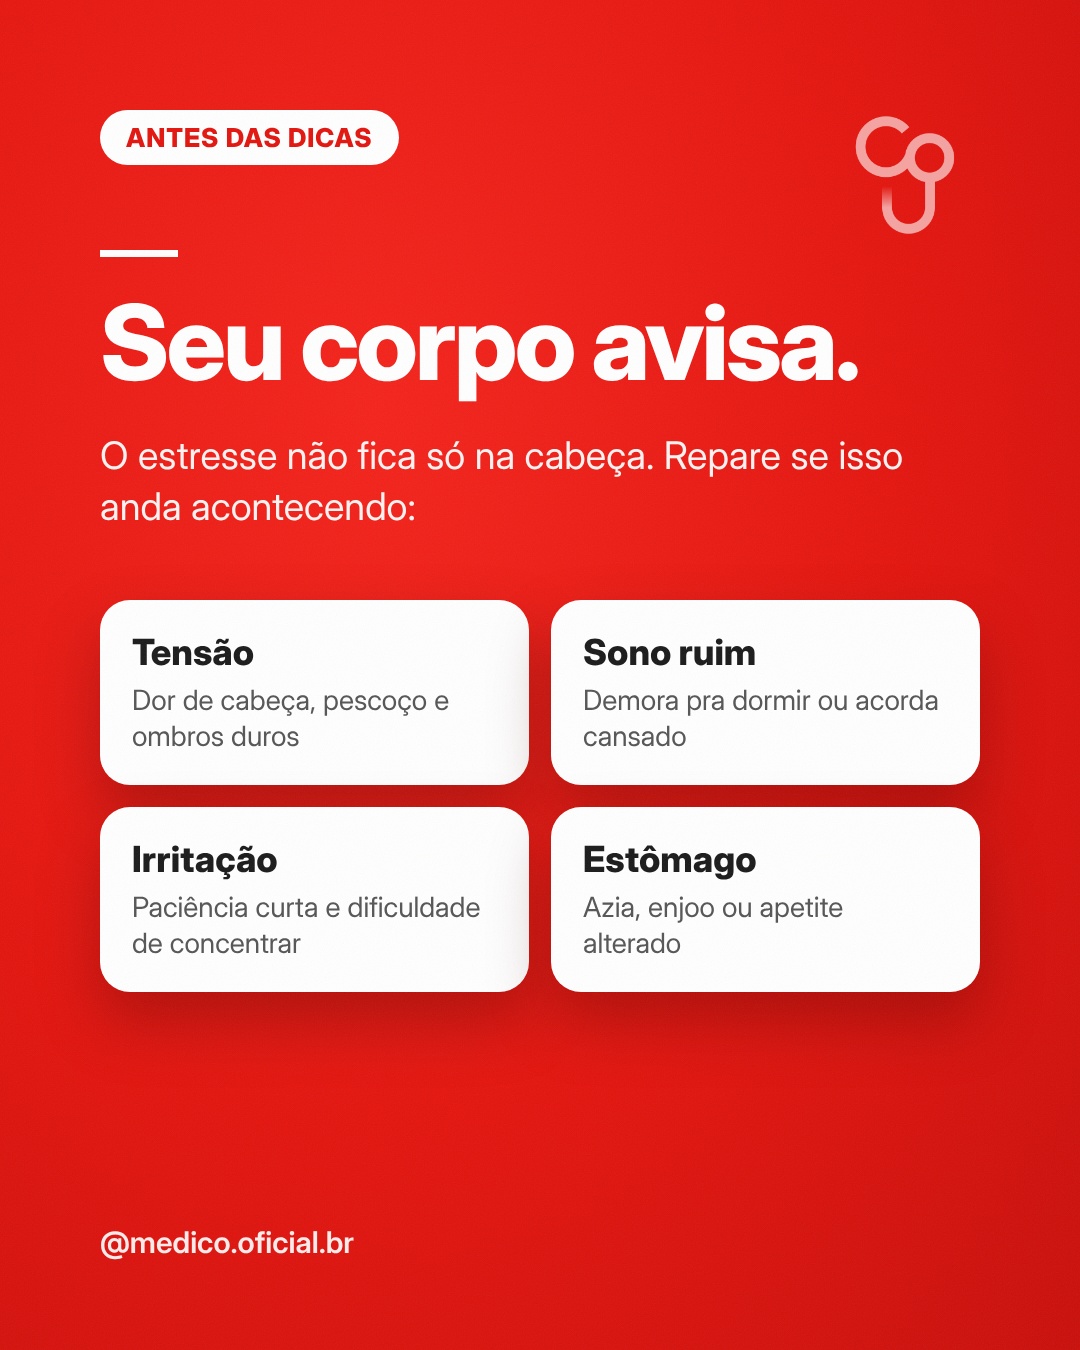 ANTES DAS DICAS
Seu corpo avisa.
O estresse não fica só na cabeça. Repare se isso
anda acontecendo:
Tensão
Dor de cabeça, pescoço e
ombros duros
Sono ruim
Demora pra dormir ou acorda
cansado
Irritação
Paciência curta e dificuldade
de concentrar
Estômago
Azia, enjoo ou apetite
alterado
@medico.oficial.br